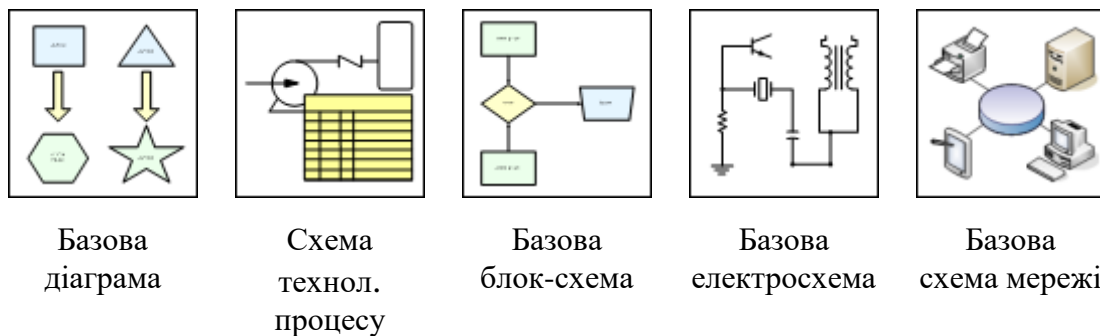 Базова
діаграма
Схема
технол.
процесу
Базова
блок-схема
Базова
електросхема
Базова
схема мережі